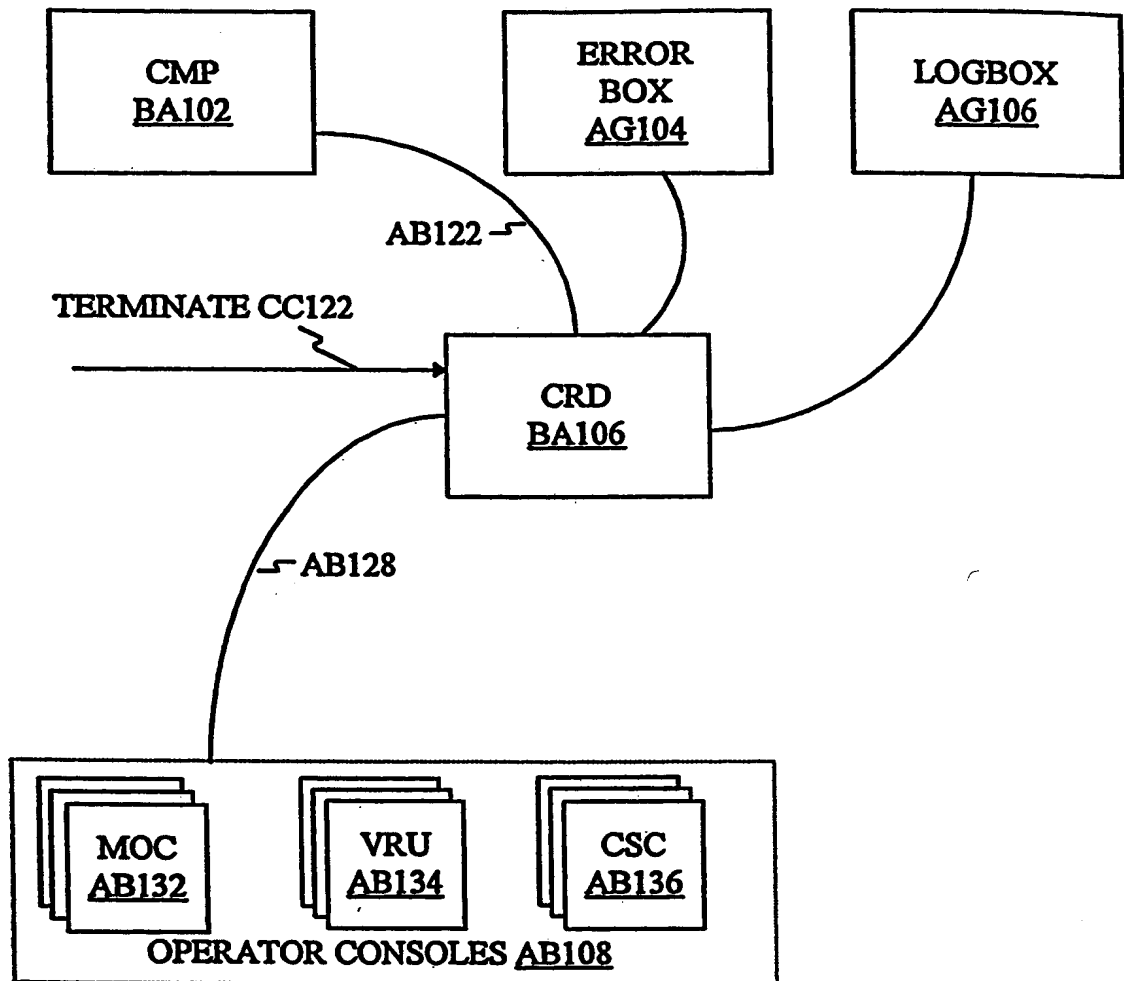 CMP
BA102
ERROR
BOX
AG104
LOGBOX
AG106
AB122
TERMINATE CC122
CRD
BA106
AB128
MOC
AB132
VRU
AB134
CSC
AB136
OPERATOR CONSOLES AB108